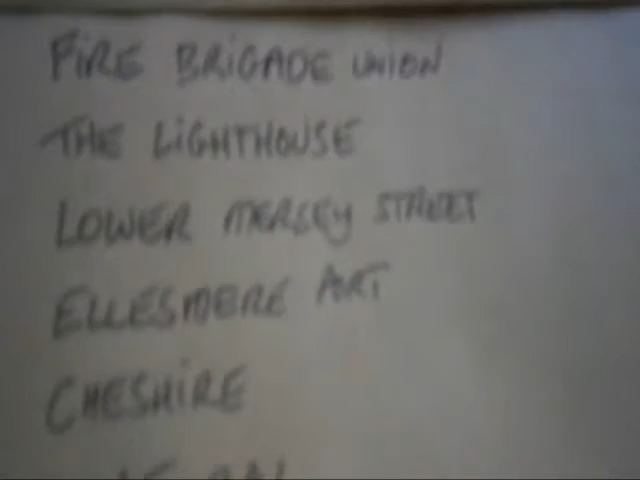 FIRE BRIGADE UNION
THE LIGHTHOUSE
LOWER MERSEY STREET
ELLESMERE PORT
CHESHIRE